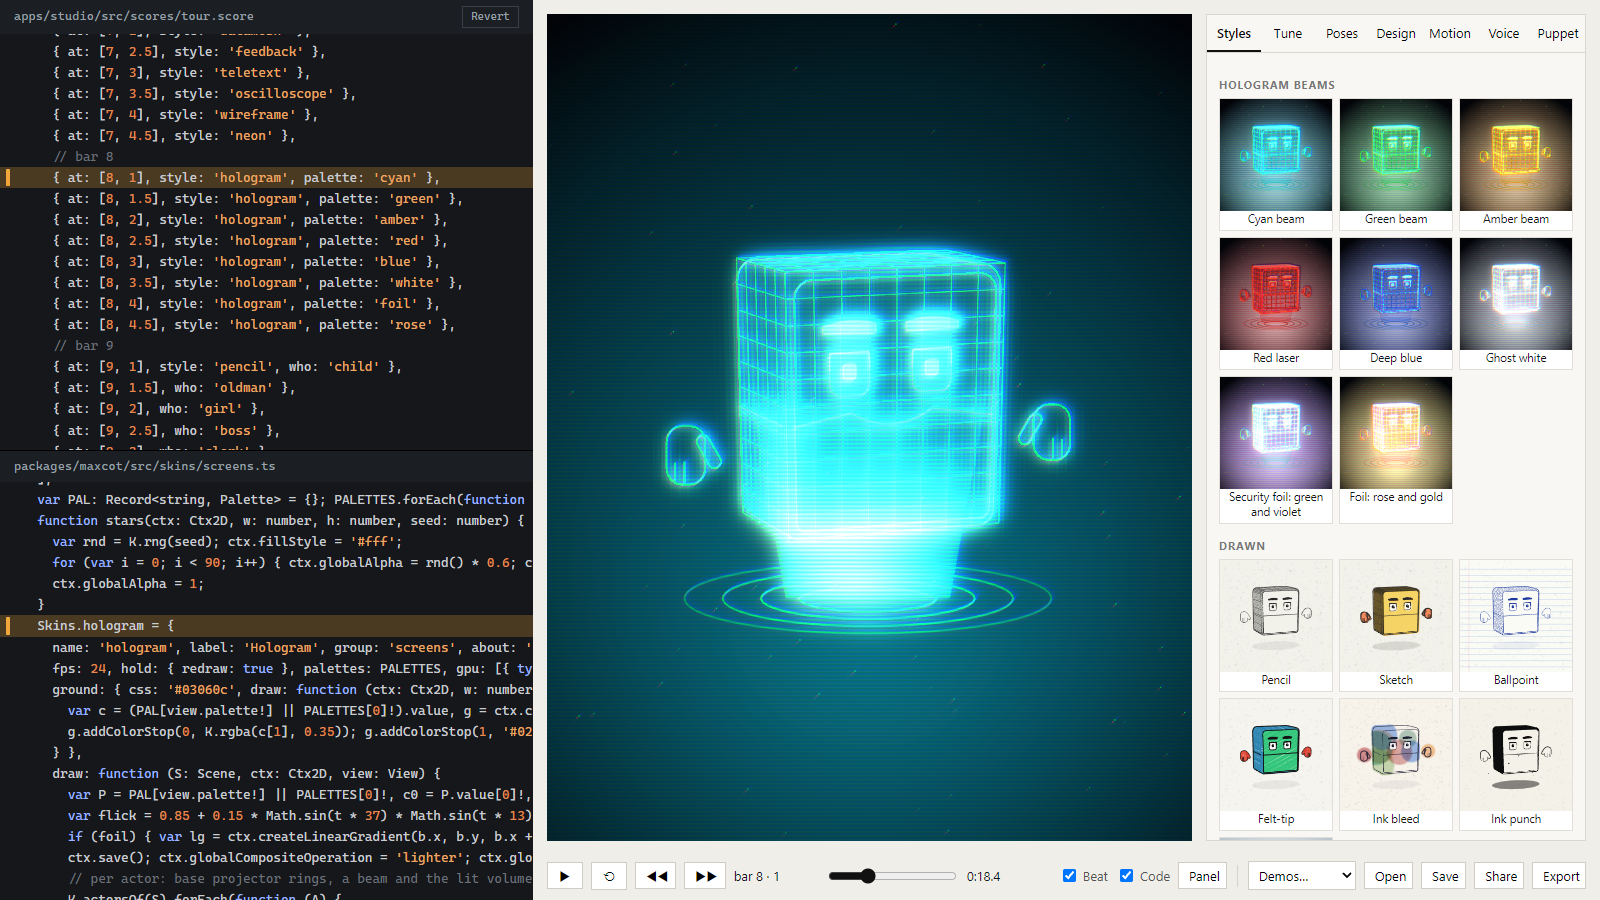 apps/studio/src/scores/tour.score
Revert
{ at: [7, 2.5], style: 'feedback' },
{ at: [7, 3], style: 'teletext' },
{ at: [7, 3.5], style: 'oscilloscope' },
{ at: [7, 4], style: 'wireframe' },
{ at: [7, 4.5], style: 'neon' },
// bar 8
{ at: [8, 1], style: 'hologram', palette: 'cyan' },
{ at: [8, 1.5], style: 'hologram', palette: 'green' },
{ at: [8, 2], style: 'hologram', palette: 'amber' },
{ at: [8, 2.5], style: 'hologram', palette: 'red' },
{ at: [8, 3], style: 'hologram', palette: 'blue' },
{ at: [8, 3.5], style: 'hologram', palette: 'white' },
{ at: [8, 4], style: 'hologram', palette: 'foil' },
{ at: [8, 4.5], style: 'hologram', palette: 'rose' },
// bar 9
{ at: [9, 1], style: 'pencil', who: 'child' },
{ at: [9, 1.5], who: 'oldman' },
{ at: [9, 2], who: 'girl' },
{ at: [9, 2.5], who: 'boss' },
packages/maxcot/src/skins/screens.ts
var PAL: Record<string, Palette> = {}; PALETTES.forEach(function
function stars(ctx: Ctx2D, w: number, h: number, seed: number) {
var rnd = K.rng(seed); ctx.fillStyle = '#fff';
for (var i = 0; i < 90; i++) { ctx.globalAlpha = rnd() * 0.6; c
ctx.globalAlpha = 1;
}
Skins.hologram = {
name: 'hologram', label: 'Hologram', group: 'screens', about: '
fps: 24, hold: { redraw: true }, palettes: PALETTES, gpu: [{ ty
ground: { css: '#03060c', draw: function (ctx: Ctx2D, w: number
var c = (PAL[view.palette!] || PALETTES[0]!).value, g = ctx.c
g.addColorStop(0, K.rgba(c[1], 0.35)); g.addColorStop(1, '#02
} },
draw: function (S: Scene, ctx: Ctx2D, view: View) {
var P = PAL[view.palette!] || PALETTES[0]!, c0 = P.value[0]!,
var flick = 0.85 + 0.15 * Math.sin(t * 37) * Math.sin(t * 13)
if (foil) { var lg = ctx.createLinearGradient(b.x, b.y, b.x +
ctx.save(); ctx.globalCompositeOperation = 'lighter'; ctx.glo
// per actor: base projector rings, a beam and the lit volume
K.actorsOf(S).forEach(function (A) {
Styles Tune Poses Design Motion Voice Puppet
HOLOGRAM BEAMS
Cyan beam
Green beam
Amber beam
Red laser
Deep blue
Ghost white
Security foil: green and violet
Foil: rose and gold
DRAWN
Pencil
Sketch
Ballpoint
Felt-tip
Ink bleed
Ink punch
bar 8 · 1
0:18.4
Beat
Code
Panel
Demos...
Open
Save
Share
Export